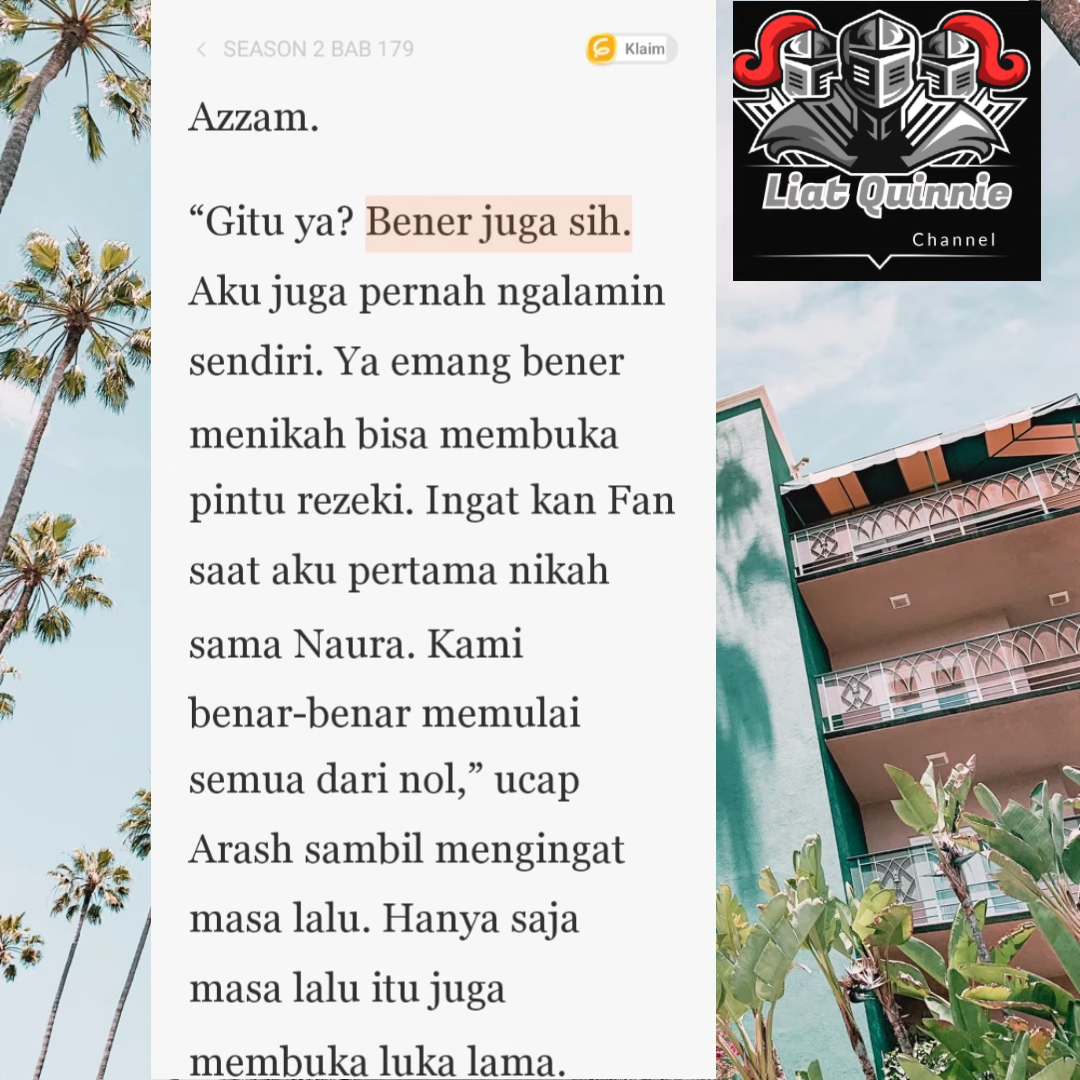 SEASON 2 BAB 179
Klaim
Azzam.
“Gitu ya? Bener juga sih.
Aku juga pernah ngalamin
sendiri. Ya emang bener
menikah bisa membuka
pintu rezeki. Ingat kan Fan
saat aku pertama nikah
sama Naura. Kami
benar-benar memulai
semua dari nol,” ucap
Arash sambil mengingat
masa lalu. Hanya saja
masa lalu itu juga
membuka luka lama.
Liat Quinnie
Channel